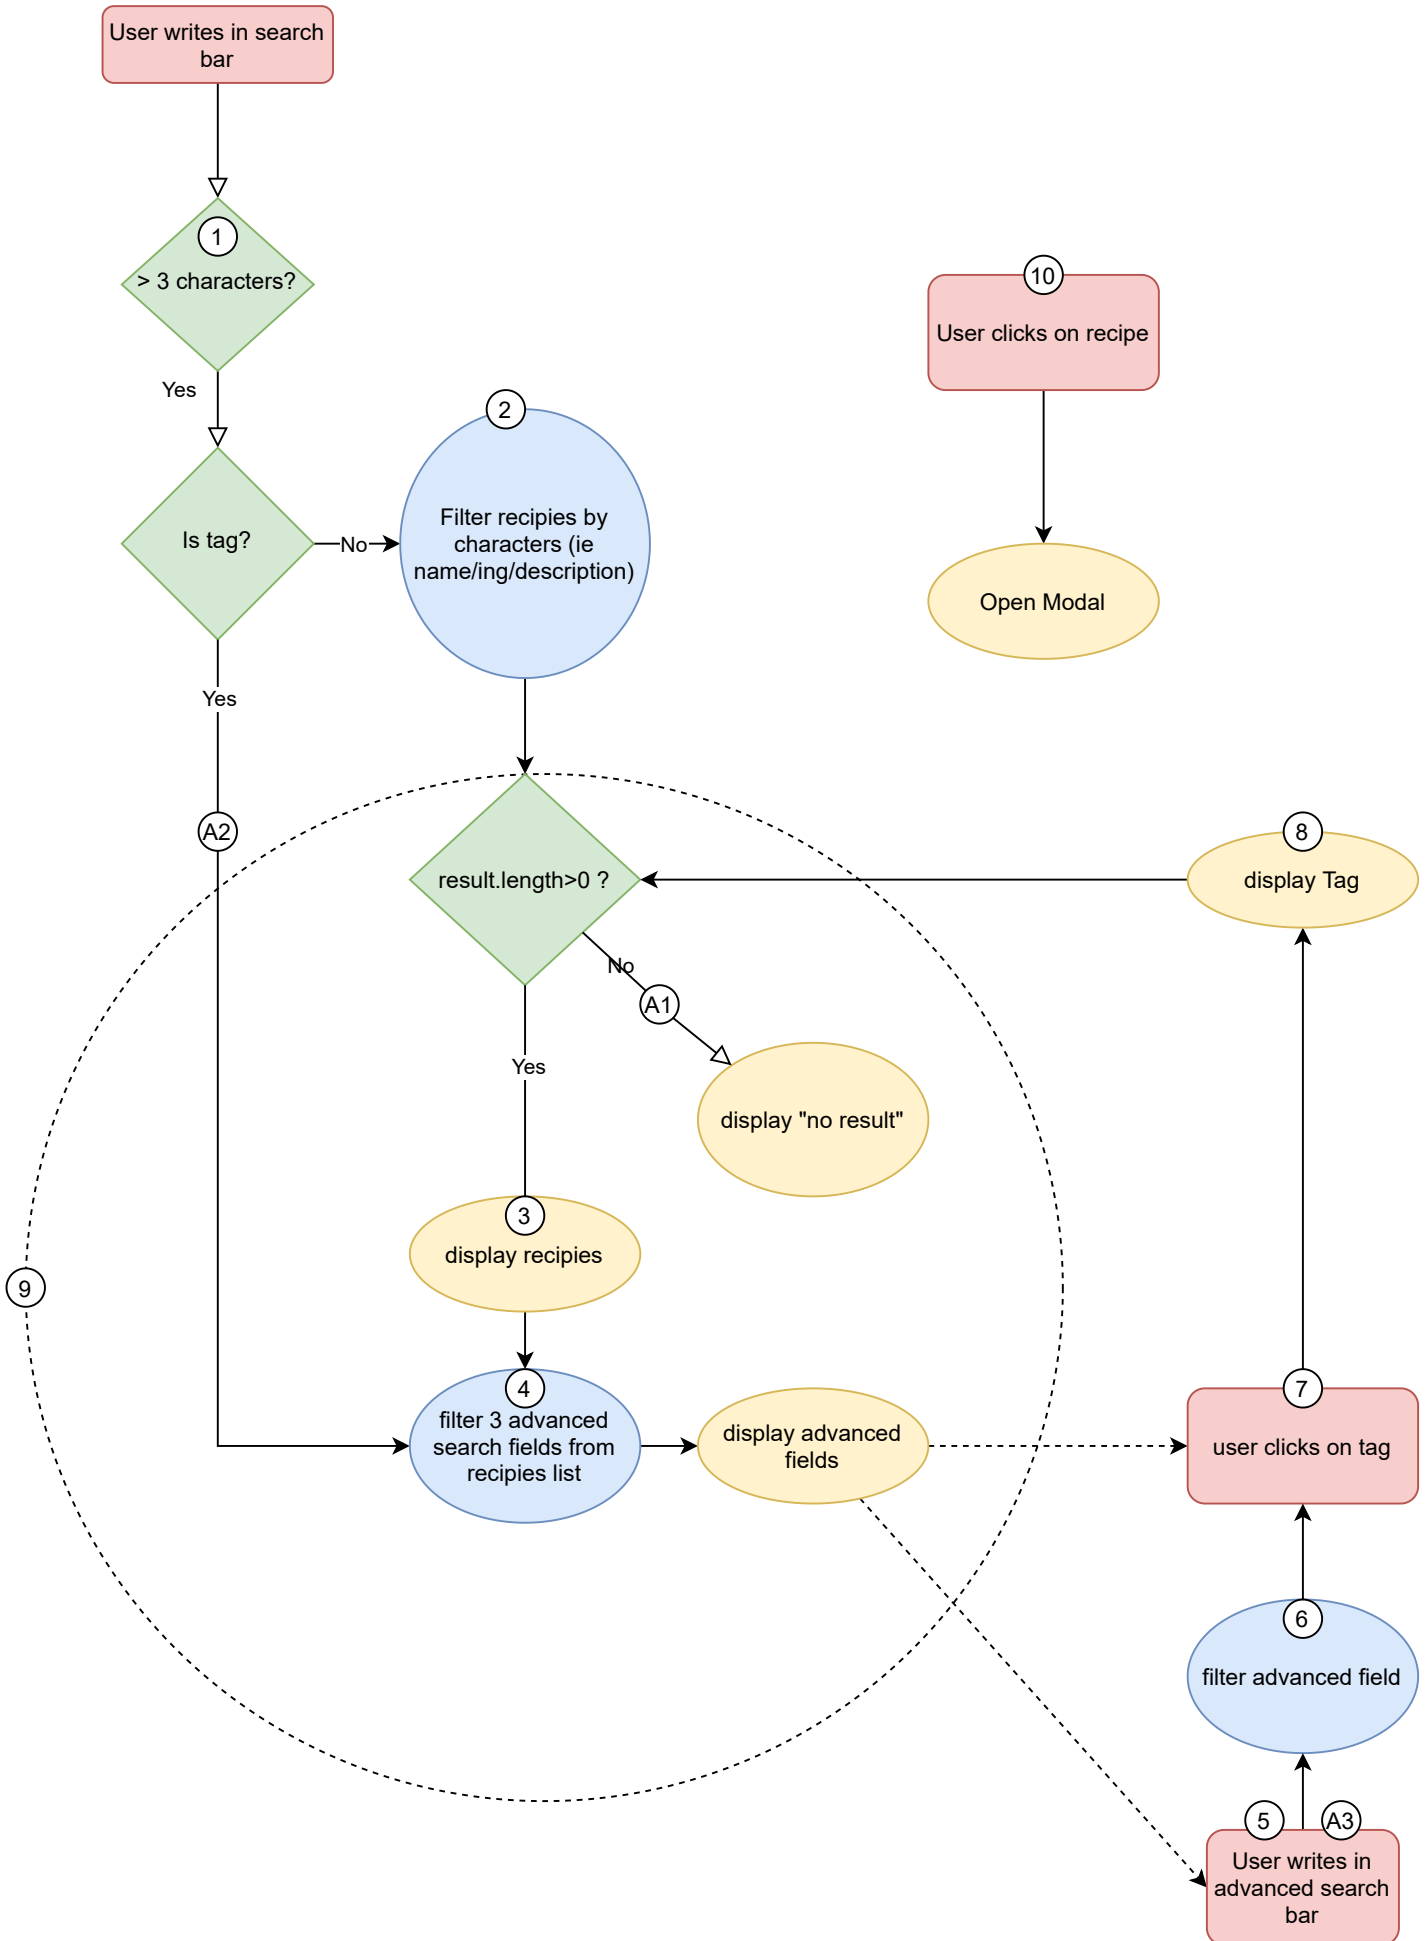 User writes in search
bar
1
> 3 characters?
Yes
10
User clicks on recipe
2
Filter recipies by
characters (ie
name/ing/description)
Is tag?
No
Open Modal
Yes
A2
8
display Tag
result.length>0 ?
No
A1
Yes
display "no result"
3
display recipies
9
4
filter 3 advanced
search fields from
recipies list
display advanced
fields
7
user clicks on tag
6
filter advanced field
5
A3
User writes in
advanced search
bar